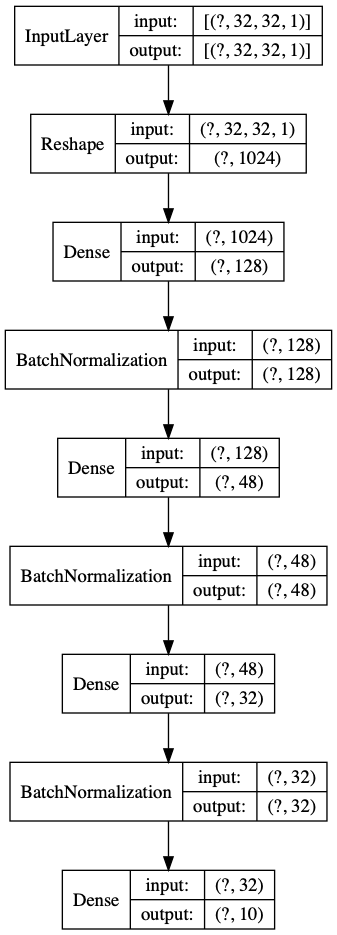 InputLayer input: [(?, 32, 32, 1)]
output: [(?, 32, 32, 1)]
Reshape input: (?, 32, 32, 1)
output: (?, 1024)
Dense input: (?, 1024)
output: (?, 128)
BatchNormalization input: (?, 128)
output: (?, 128)
Dense input: (?, 128)
output: (?, 48)
BatchNormalization input: (?, 48)
output: (?, 48)
Dense input: (?, 48)
output: (?, 32)
BatchNormalization input: (?, 32)
output: (?, 32)
Dense input: (?, 32)
output: (?, 10)